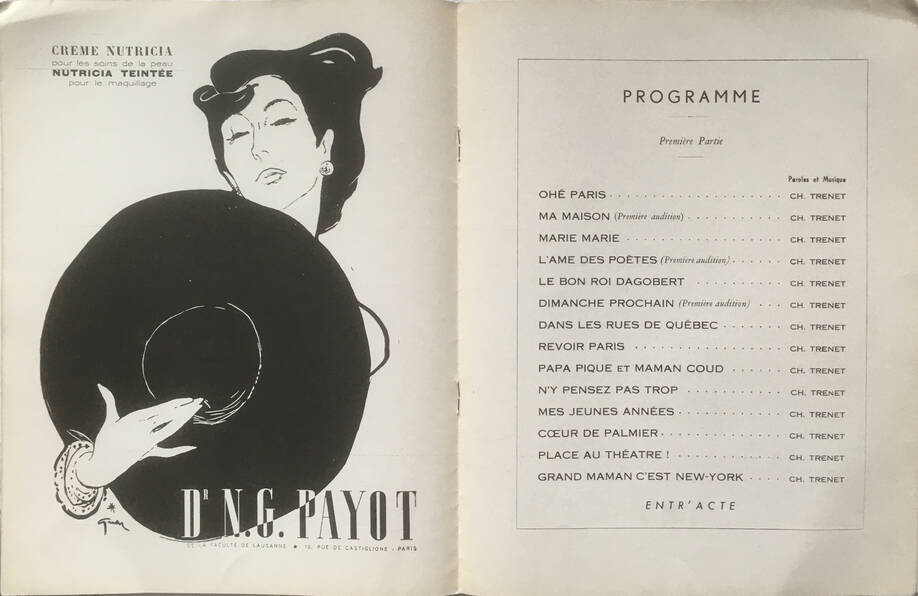 CREME NUTRICIA
pour les soins de la peau
NUTRICIA TEINTÉE
pour le maquillage
Dr N.G. PAYOT
DE LA FACULTÉ DE LAUSANNE ★ 10, RUE DE CASTIGLIONE - PARIS
PROGRAMME
Première Partie
Paroles et Musique
OHÉ PARIS . . . . . . . . . . . . . . . . . . . . CH. TRENET
MA MAISON (Première audition) . . . . . . . . . . . CH. TRENET
MARIE MARIE . . . . . . . . . . . . . . . . . . CH. TRENET
L'AME DES POÈTES (Première audition) . . . . . . CH. TRENET
LE BON ROI DAGOBERT . . . . . . . . . . CH. TRENET
DIMANCHE PROCHAIN (Première audition) . . . CH. TRENET
DANS LES RUES DE QUÉBEC . . . . . . . CH. TRENET
REVOIR PARIS . . . . . . . . . . . . . . . . . CH. TRENET
PAPA PIQUE ET MAMAN COUD . . . . . . . CH. TRENET
N'Y PENSEZ PAS TROP . . . . . . . . . . . CH. TRENET
MES JEUNES ANNÉES . . . . . . . . . . . . CH. TRENET
CŒUR DE PALMIER . . . . . . . . . . . . . . CH. TRENET
PLACE AU THÉATRE ! . . . . . . . . . . . . CH. TRENET
GRAND MAMAN C'EST NEW-YORK . . . . CH. TRENET
ENTR'ACTE